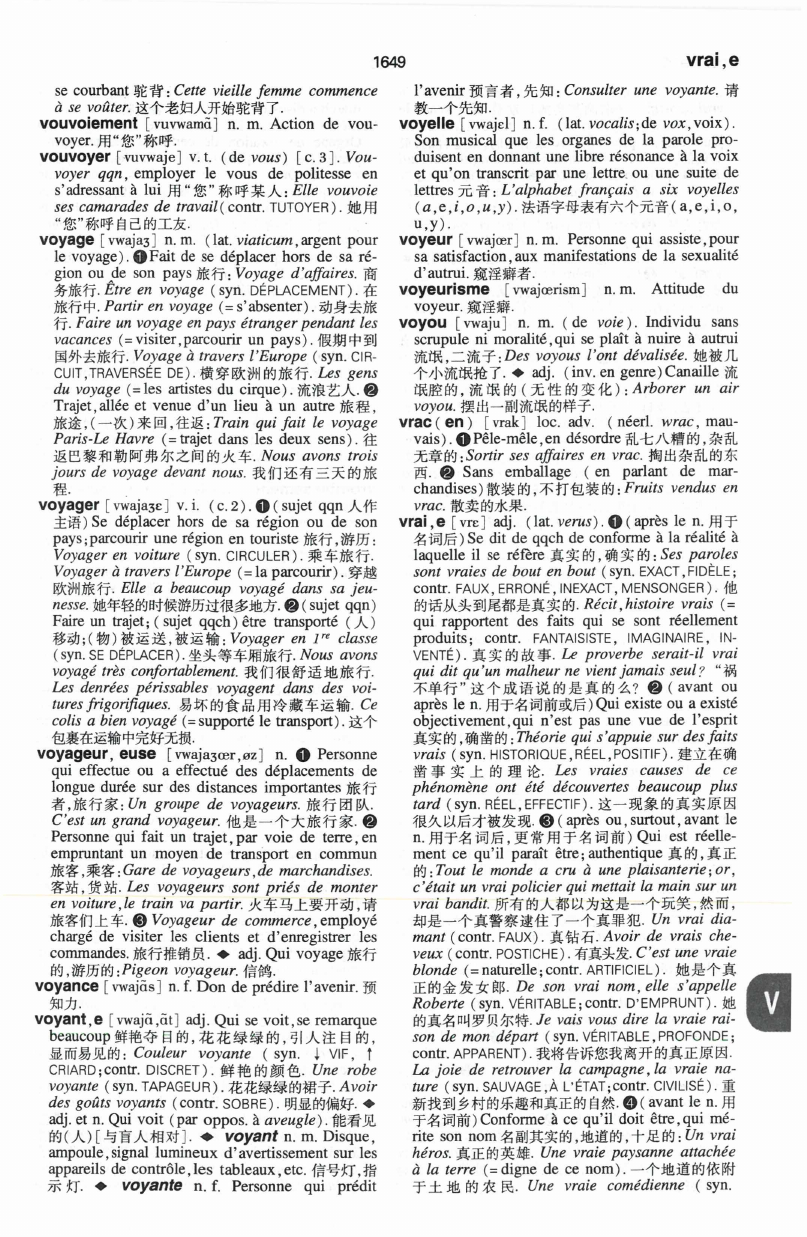 1649
vrai,e
se courbant 驼背:Cette vieille femme commence
à se voûter. 这个老妇人开始驼背了.
vouvoiement [vuvwamɑ̃] n. m. Action de vou-
voyer. 用“您”称呼.
vouvoyer [vuvwaje] v. t. (de vous) [c. 3]. Vou-
voyer qqn, employer le vous de politesse en
s'adressant à lui 用“您”称呼某人:Elle vouvoie
ses camarades de travail(contr. TUTOYER). 她用
“您”称呼自己的工友.
voyage [vwajaʒ] n. m. (lat. viaticum,argent pour
le voyage). ❶Fait de se déplacer hors de sa ré-
gion ou de son pays 旅行:Voyage d'affaires. 商
务旅行. Être en voyage (syn. DÉPLACEMENT). 在
旅行中. Partir en voyage (=s'absenter). 动身去旅
行. Faire un voyage en pays étranger pendant les
vacances (=visiter,parcourir un pays). 假期中到
国外去旅行. Voyage à travers l'Europe (syn. CIR-
CUIT,TRAVERSÉE DE). 横穿欧洲的旅行. Les gens
du voyage (=les artistes du cirque). 流浪艺人. ❷
Trajet,allée et venue d'un lieu à un autre 旅程,
旅途,(一次)来回,往返:Train qui fait le voyage
Paris-Le Havre (=trajet dans les deux sens). 往
返巴黎和勒阿弗尔之间的火车. Nous avons trois
jours de voyage devant nous. 我们还有三天的旅
程.
voyager [vwajaʒe] v. i. (c. 2). ❶(sujet qqn 人作
主语) Se déplacer hors de sa région ou de son
pays;parcourir une région en touriste 旅行,游历:
Voyager en voiture (syn. CIRCULER). 乘车旅行.
Voyager à travers l'Europe (=la parcourir). 穿越
欧洲旅行. Elle a beaucoup voyagé dans sa jeu-
nesse. 她年轻的时候游历过很多地方. ❷(sujet qqn)
Faire un trajet;(sujet qqch) être transporté (人)
移动;(物)被运送,被运输:Voyager en 1re classe
(syn. SE DÉPLACER). 坐头等车厢旅行. Nous avons
voyagé très confortablement. 我们很舒适地旅行.
Les denrées périssables voyagent dans des voi-
tures frigorifiques. 易坏的食品用冷藏车运输. Ce
colis a bien voyagé (=supporté le transport). 这个
包裹在运输中完好无损.
voyageur, euse [vwajaʒœr,øz] n. ❶ Personne
qui effectue ou a effectué des déplacements de
longue durée sur des distances importantes 旅行
者,旅行家:Un groupe de voyageurs. 旅行团队.
C'est un grand voyageur. 他是一个大旅行家. ❷
Personne qui fait un trajet,par voie de terre,en
empruntant un moyen de transport en commun
旅客,乘客:Gare de voyageurs,de marchandises.
客站,货站. Les voyageurs sont priés de monter
en voiture,le train va partir. 火车马上要开动,请
旅客们上车. ❸ Voyageur de commerce,employé
chargé de visiter les clients et d'enregistrer les
commandes. 旅行推销员. ◆ adj. Qui voyage 旅行
的,游历的:Pigeon voyageur. 信鸽.
voyance [vwajɑ̃s] n. f. Don de prédire l'avenir. 预
知力.
voyant,e [vwajɑ̃,ɑ̃t] adj. Qui se voit,se remarque
beaucoup 鲜艳夺目的,花花绿绿的,引人注目的,
显而易见的: Couleur voyante (syn. ↓ VIF, ↑
CRIARD;contr. DISCRET). 鲜艳的颜色. Une robe
voyante (syn. TAPAGEUR). 花花绿绿的裙子. Avoir
des goûts voyants (contr. SOBRE). 明显的偏好. ◆
adj. et n. Qui voit (par oppos. à aveugle). 能看见
的(人)[与盲人相对]. ◆ voyant n. m. Disque,
ampoule,signal lumineux d'avertissement sur les
appareils de contrôle,les tableaux,etc. 信号灯,指
示灯. ◆ voyante n. f. Personne qui prédit
l'avenir 预言者,先知:Consulter une voyante. 请
教一个先知.
voyelle [vwajɛl] n. f. (lat. vocalis;de vox,voix).
Son musical que les organes de la parole pro-
duisent en donnant une libre résonance à la voix
et qu'on transcrit par une lettre ou une suite de
lettres 元音:L'alphabet français a six voyelles
(a,e,i,o,u,y). 法语字母表有六个元音(a,e,i,o,
u,y).
voyeur [vwajœr] n. m. Personne qui assiste,pour
sa satisfaction,aux manifestations de la sexualité
d'autrui. 窥淫癖者.
voyeurisme [vwajœrism] n. m. Attitude du
voyeur. 窥淫癖.
voyou [vwaju] n. m. (de voie). Individu sans
scrupule ni moralité,qui se plaît à nuire à autrui
流氓,二流子:Des voyous l'ont dévalisée. 她被几
个小流氓抢了. ◆ adj. (inv. en genre) Canaille 流
氓腔的,流氓的(无性的变化):Arborer un air
voyou. 摆出一副流氓的样子.
vrac(en) [vrak] loc. adv. (néerl. wrac, mau-
vais). ❶Pêle-mêle,en désordre 乱七八糟的,杂乱
无章的:Sortir ses affaires en vrac. 掏出杂乱的东
西. ❷ Sans emballage (en parlant de mar-
chandises)散装的,不打包装的:Fruits vendus en
vrac. 散卖的水果.
vrai,e [vrɛ] adj. (lat. verus). ❶(après le n. 用于
名词后) Se dit de qqch de conforme à la réalité à
laquelle il se réfère 真实的,确实的:Ses paroles
sont vraies de bout en bout (syn. EXACT,FIDÈLE;
contr. FAUX, ERRONÉ, INEXACT, MENSONGER). 他
的话从头到尾都是真实的. Récit,histoire vrais (=
qui rapportent des faits qui se sont réellement
produits; contr. FANTAISISTE, IMAGINAIRE, IN-
VENTÉ). 真实的故事. Le proverbe serait-il vrai
qui dit qu'un malheur ne vient jamais seul? “祸
不单行”这个成语说的是真的么? ❷ (avant ou
après le n. 用于名词前或后) Qui existe ou a existé
objectivement,qui n'est pas une vue de l'esprit
真实的,确凿的:Théorie qui s'appuie sur des faits
vrais (syn. HISTORIQUE,RÉEL,POSITIF). 建立在确
凿事实上的理论. Les vraies causes de ce
phénomène ont été découvertes beaucoup plus
tard (syn. RÉEL,EFFECTIF). 这一现象的真实原因
很久以后才被发现. ❸(après ou,surtout,avant le
n. 用于名词后,更常用于名词前) Qui est réelle-
ment ce qu'il paraît être;authentique 真的,真正
的:Tout le monde a cru à une plaisanterie;or,
c'était un vrai policier qui mettait la main sur un
vrai bandit. 所有的人都以为这是一个玩笑,然而,
却是一个真警察逮住了一个真罪犯. Un vrai dia-
mant (contr. FAUX). 真钻石. Avoir de vrais che-
veux (contr. POSTICHE). 有真头发. C'est une vraie
blonde (=naturelle;contr. ARTIFICIEL). 她是个真
正的金发女郎. De son vrai nom,elle s'appelle
Roberte (syn. VÉRITABLE;contr. D'EMPRUNT). 她
的真名叫罗贝尔特. Je vais vous dire la vraie rai-
son de mon départ (syn. VÉRITABLE,PROFONDE;
contr. APPARENT). 我将告诉您我离开的真正原因.
La joie de retrouver la campagne,la vraie na-
ture (syn. SAUVAGE,À L'ÉTAT;contr. CIVILISÉ). 重
新找到乡村的乐趣和真正的自然. ❹(avant le n. 用
于名词前) Conforme à ce qu'il doit être,qui mé-
rite son nom 名副其实的,地道的,十足的:Un vrai
héros. 真正的英雄. Une vraie paysanne attachée
à la terre (=digne de ce nom). 一个地道的依附
于土地的农民. Une vraie comédienne (syn.
V